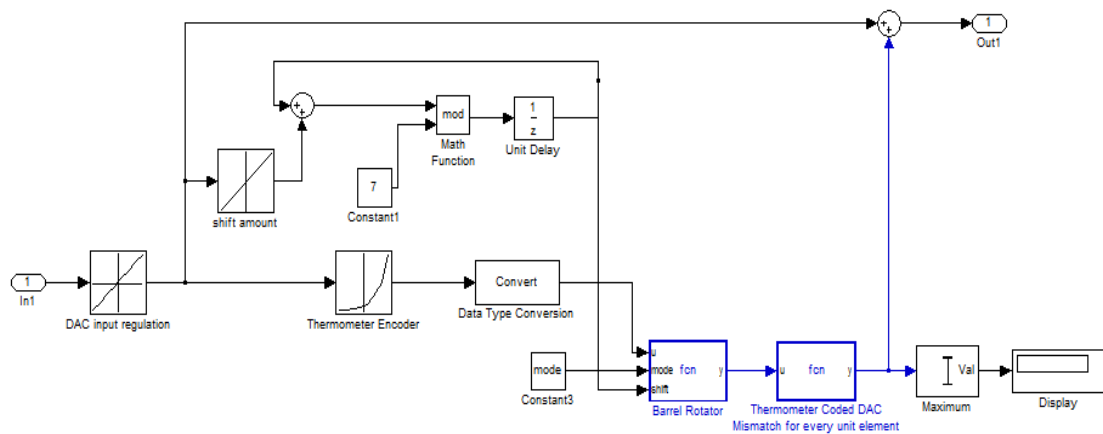 1
Out1
+
+
+
+
mod
Math
Function
1
z
Unit Delay
7
Constant1
shift amount
1
In1
DAC input regulation
Thermometer Encoder
Convert
Data Type Conversion
mode
Constant3
u
mode
shift
fcn
y
Barrel Rotator
u
fcn
y
Thermometer Coded DAC
Mismatch for every unit element
Val
Maximum
Display